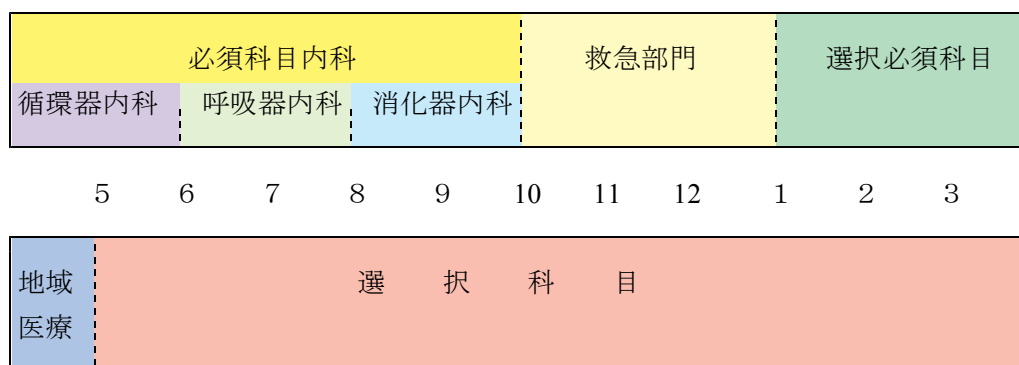 必須科目内科 救急部門 選択必須科目
循環器内科 呼吸器内科 消化器内科
5 6 7 8 9 10 11 12 1 2 3
地域 選択科目
医療